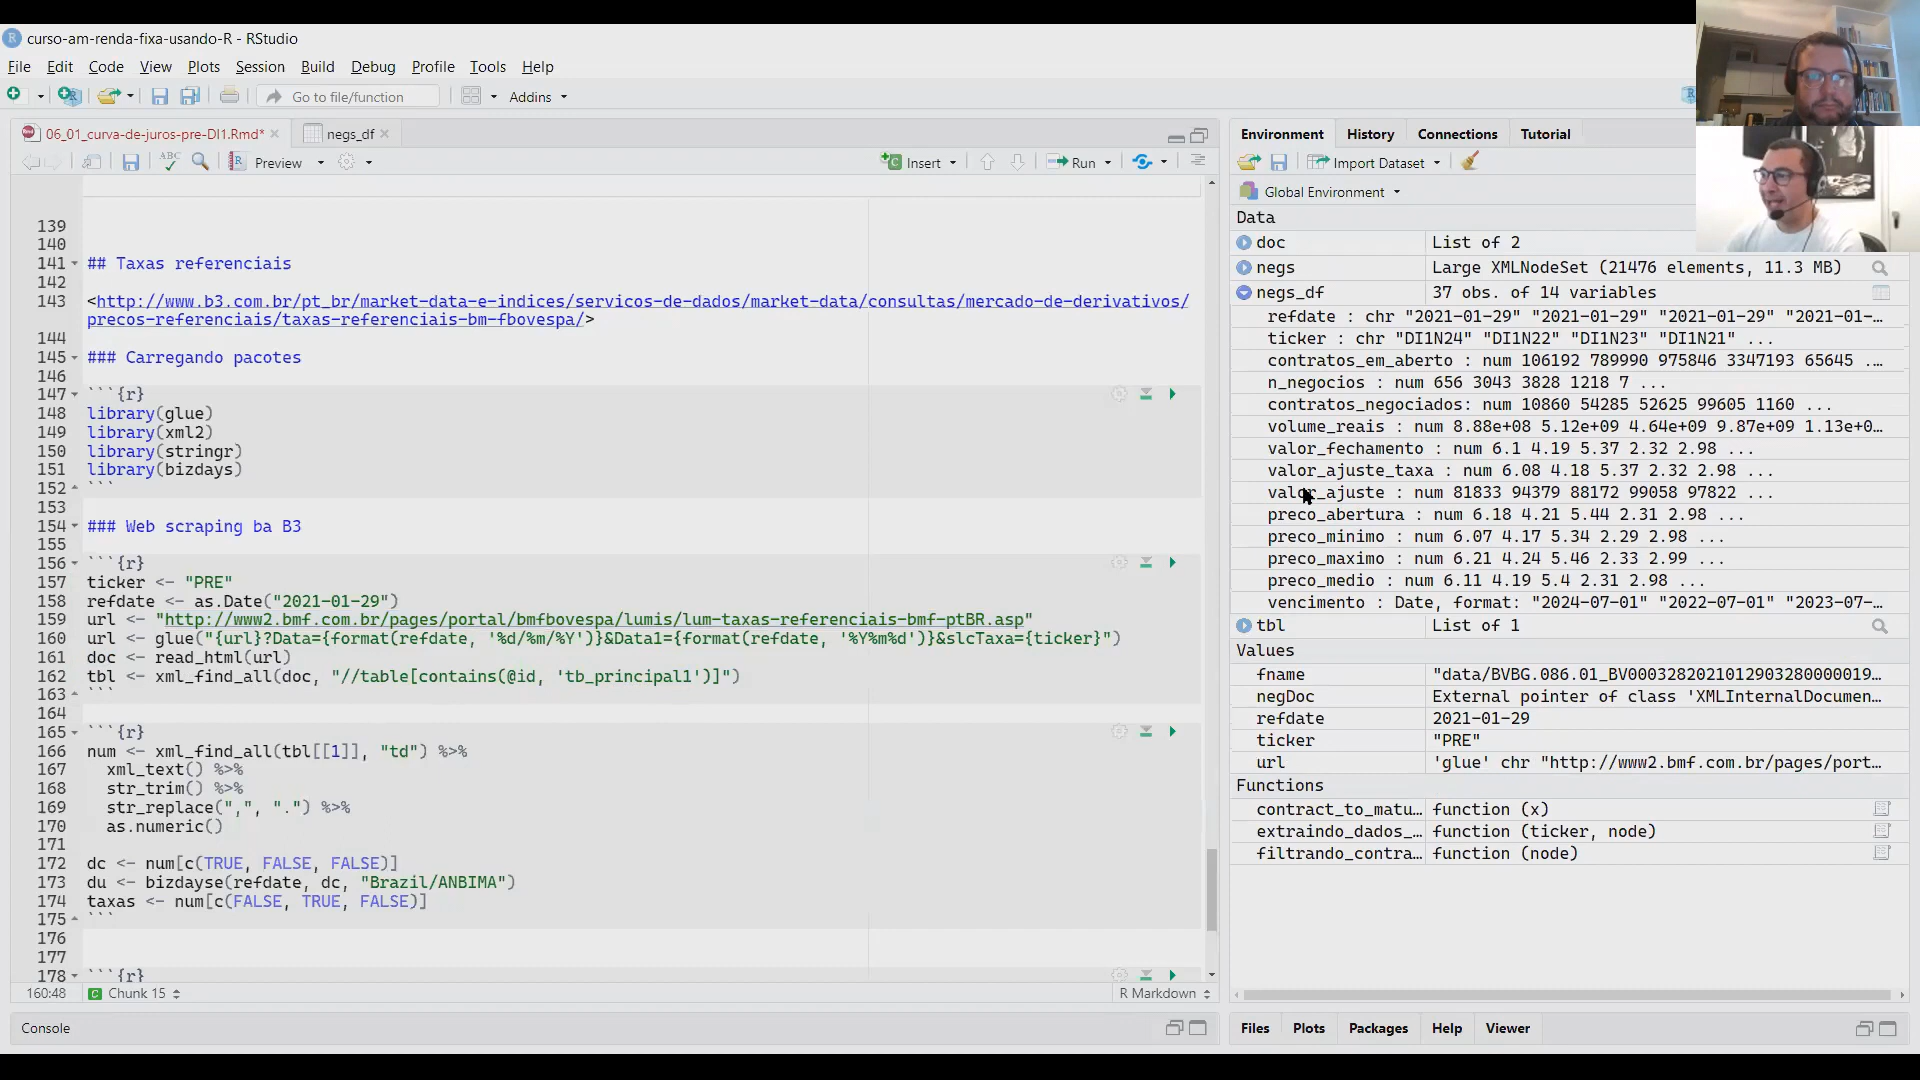 curso-am-renda-fixa-usando-R - RStudio
File Edit Code View Plots Session Build Debug Profile Tools Help
Go to file/function Addins
06_01_curva-de-juros-pre-DI1.Rmd* negs_df
ABC Preview Insert Run
139
140
141 ## Taxas referenciais
142
143 <http://www.b3.com.br/pt_br/market-data-e-indices/servicos-de-dados/market-data/consultas/mercado-de-derivativos/
precos-referenciais/taxas-referenciais-bm-fbovespa/>
144
145 ### Carregando pacotes
146
147 ```{r}
148 library(glue)
149 library(xml2)
150 library(stringr)
151 library(bizdays)
152 ```
153
154 ### Web scraping ba B3
155
156 ```{r}
157 ticker <- "PRE"
158 refdate <- as.Date("2021-01-29")
159 url <- "http://www2.bmf.com.br/pages/portal/bmfbovespa/lumis/lum-taxas-referenciais-bmf-ptBR.asp"
160 url <- glue("{url}?Data={format(refdate, '%d/%m/%Y')}&Data1={format(refdate, '%Y%m%d')}&slcTaxa={ticker}")
161 doc <- read_html(url)
162 tbl <- xml_find_all(doc, "//table[contains(@id, 'tb_principal1')]")
163 ```
164
165 ```{r}
166 num <- xml_find_all(tbl[[1]], "td") %>%
167 xml_text() %>%
168 str_trim() %>%
169 str_replace(",", ".") %>%
170 as.numeric()
171
172 dc <- num[c(TRUE, FALSE, FALSE)]
173 du <- bizdayse(refdate, dc, "Brazil/ANBIMA")
174 taxas <- num[c(FALSE, TRUE, FALSE)]
175 ```
176
177
178 ```{r}
160:48 Chunk 15 R Markdown
Console
Environment History Connections Tutorial
Import Dataset
Global Environment
Data
doc List of 2
negs Large XMLNodeSet (21476 elements, 11.3 MB)
negs_df 37 obs. of 14 variables
refdate : chr "2021-01-29" "2021-01-29" "2021-01-29" "2021-01-...
ticker : chr "DI1N24" "DI1N22" "DI1N23" "DI1N21" ...
contratos_em_aberto : num 106192 789990 975846 3347193 65645 ...
n_negocios : num 656 3043 3828 1218 7 ...
contratos_negociados: num 10860 54285 52625 99605 1160 ...
volume_reais : num 8.88e+08 5.12e+09 4.64e+09 9.87e+09 1.13e+0...
valor_fechamento : num 6.1 4.19 5.37 2.32 2.98 ...
valor_ajuste_taxa : num 6.08 4.18 5.37 2.32 2.98 ...
valor_ajuste : num 81833 94379 88172 99058 97822 ...
preco_abertura : num 6.18 4.21 5.44 2.31 2.98 ...
preco_minimo : num 6.07 4.17 5.34 2.29 2.98 ...
preco_maximo : num 6.21 4.24 5.46 2.33 2.99 ...
preco_medio : num 6.11 4.19 5.4 2.31 2.98 ...
vencimento : Date, format: "2024-07-01" "2022-07-01" "2023-07-...
tbl List of 1
Values
fname "data/BVBG.086.01_BV000328202101290328000001​9...
negDoc External pointer of class 'XMLInternalDocumen...
refdate 2021-01-29
ticker "PRE"
url 'glue' chr "http://www2.bmf.com.br/pages/port...
Functions
contract_to_matu... function (x)
extraindo_dados_... function (ticker, node)
filtrando_contra... function (node)
Files Plots Packages Help Viewer